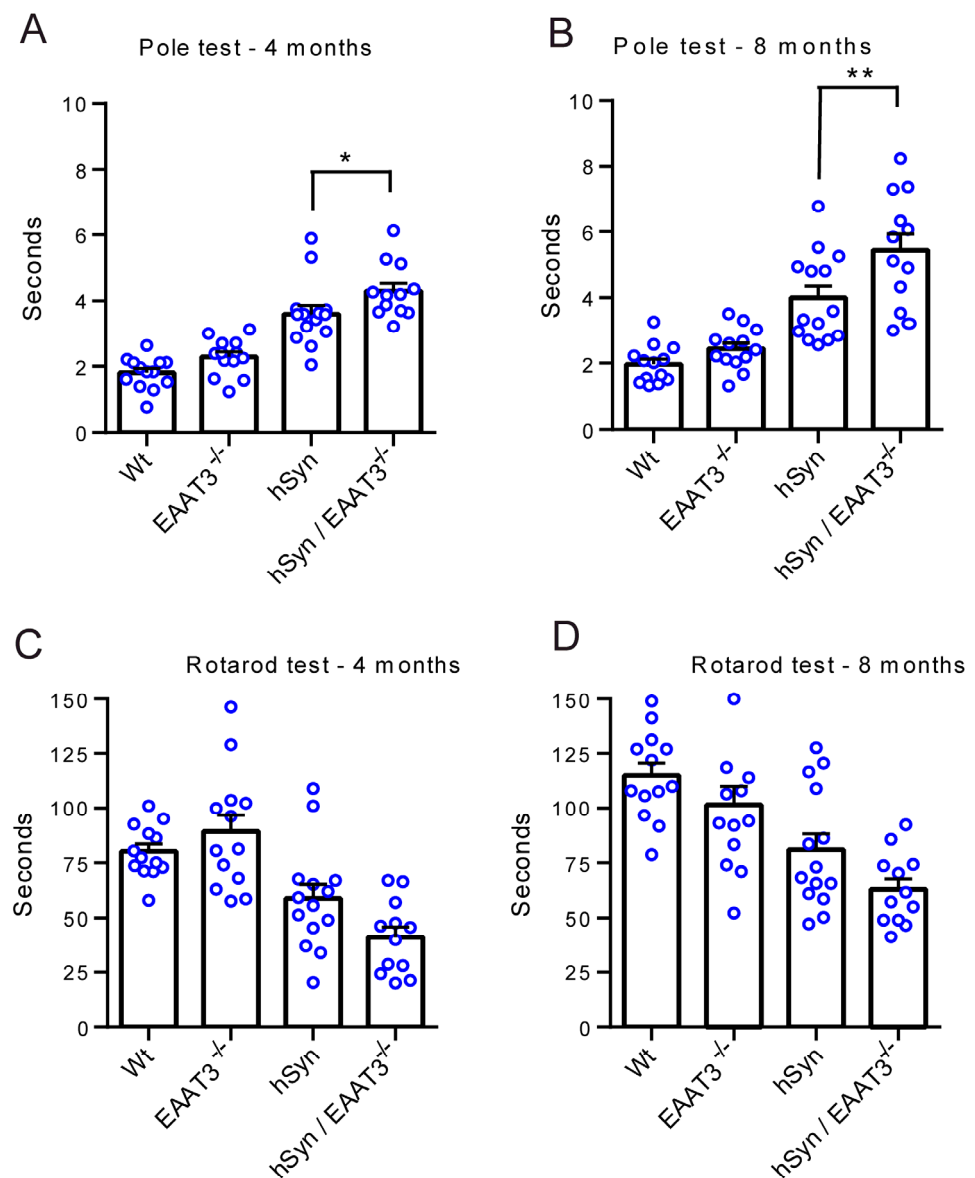 A
Pole test - 4 months
*
10
8
6
4
2
0
Seconds
Wt
EAAT3 -/-
hSyn
hSyn / EAAT3-/-
B
Pole test - 8 months
**
10
8
6
4
2
0
Seconds
Wt
EAAT3 -/-
hSyn
hSyn / EAAT3-/-
C
Rotarod test - 4 months
150
125
100
75
50
25
0
Seconds
Wt
EAAT3 -/-
hSyn
hSyn / EAAT3-/-
D
Rotarod test - 8 months
150
125
100
75
50
25
0
Seconds
Wt
EAAT3 -/-
hSyn
hSyn / EAAT3-/-